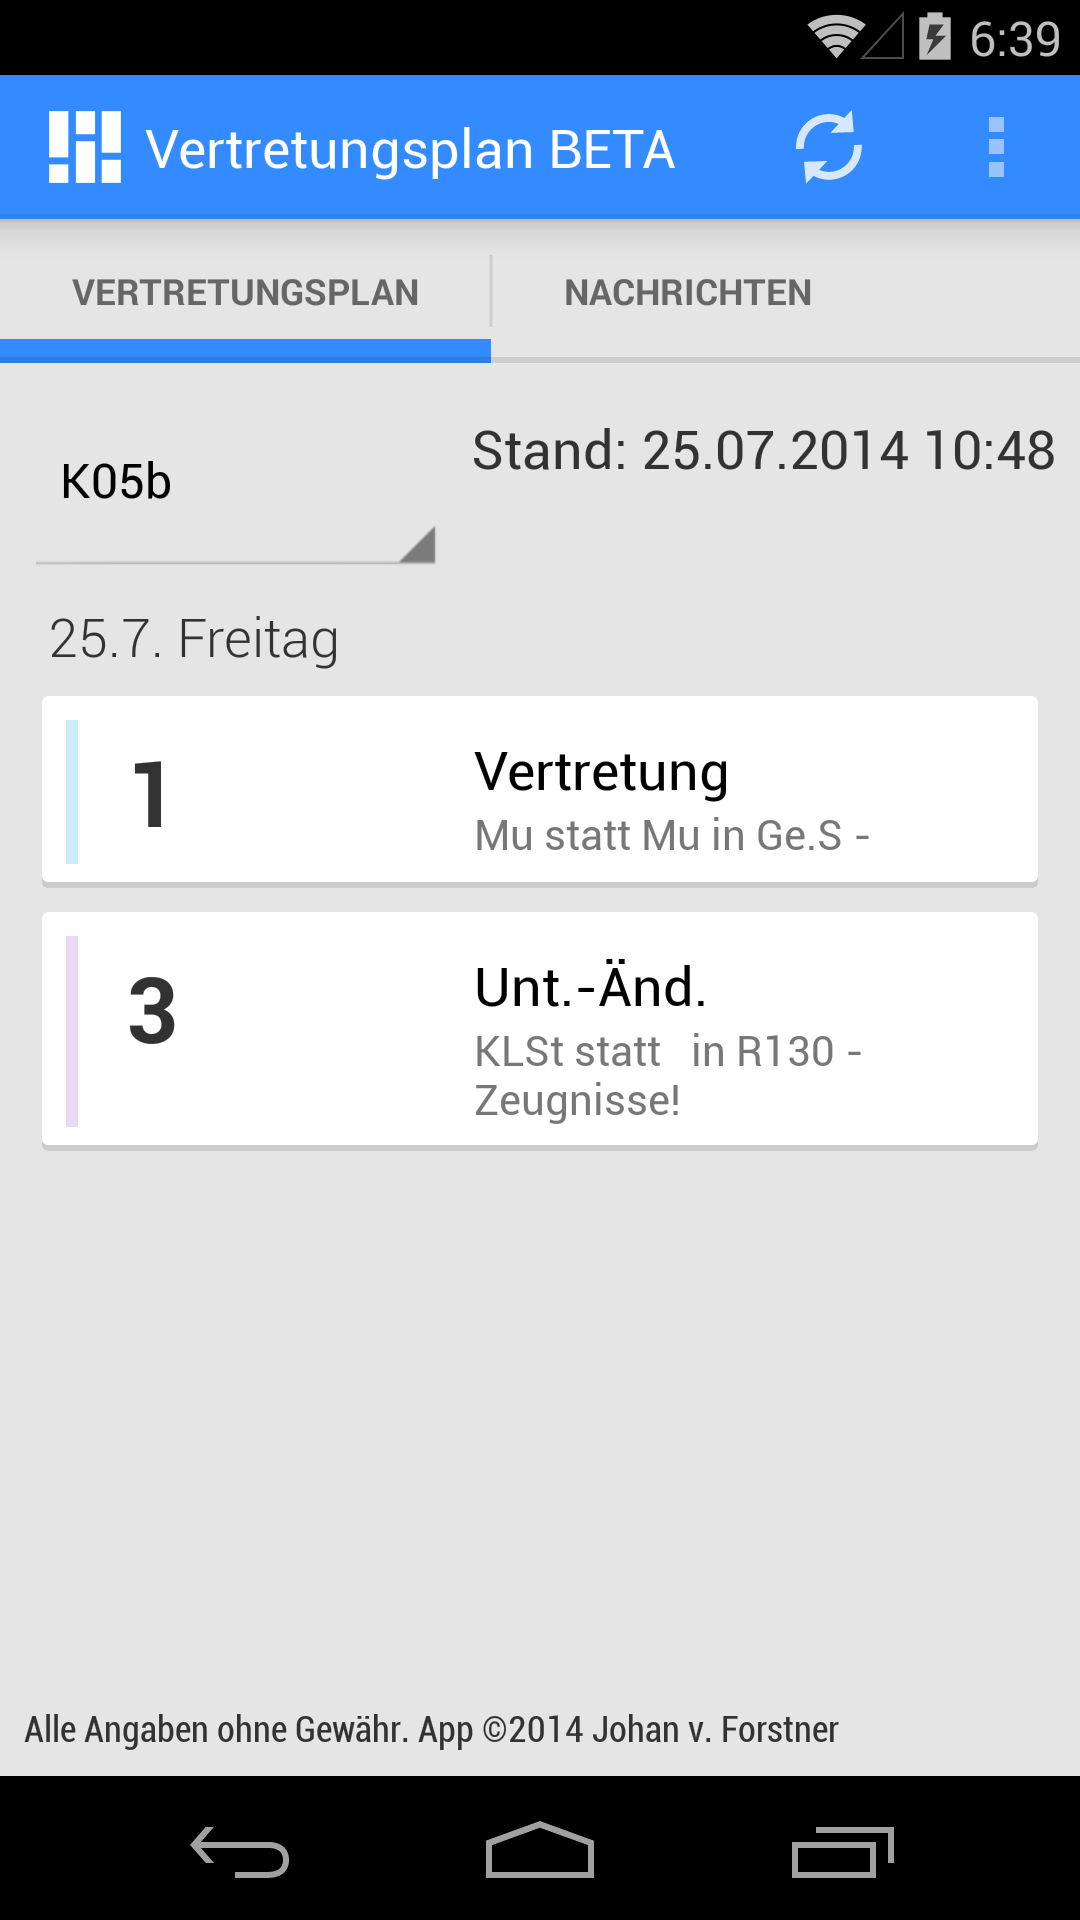 6:39
Vertretungsplan BETA
VERTRETUNGSPLAN
NACHRICHTEN
Stand: 25.07.2014 10:48
K05b
25.7. Freitag
1
Vertretung
Mu statt Mu in Ge.S -
3
Unt.-Änd.
KLSt statt   in R130 -
Zeugnisse!
Alle Angaben ohne Gewähr. App ©2014 Johan v. Forstner